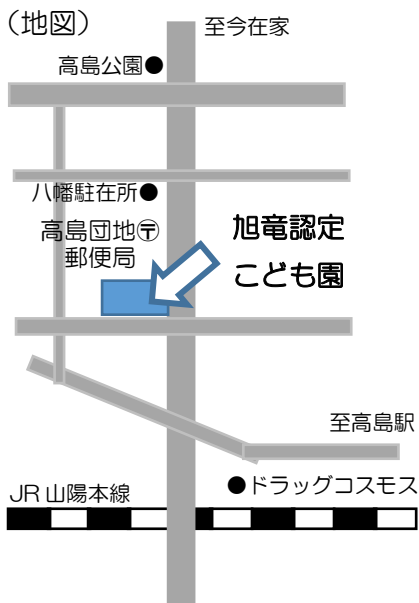 （地図）
至今在家
高島公園●
八幡駐在所●
高島団地〶
郵便局
旭竜認定
こども園
至高島駅
JR山陽本線
●ドラッグコスモス